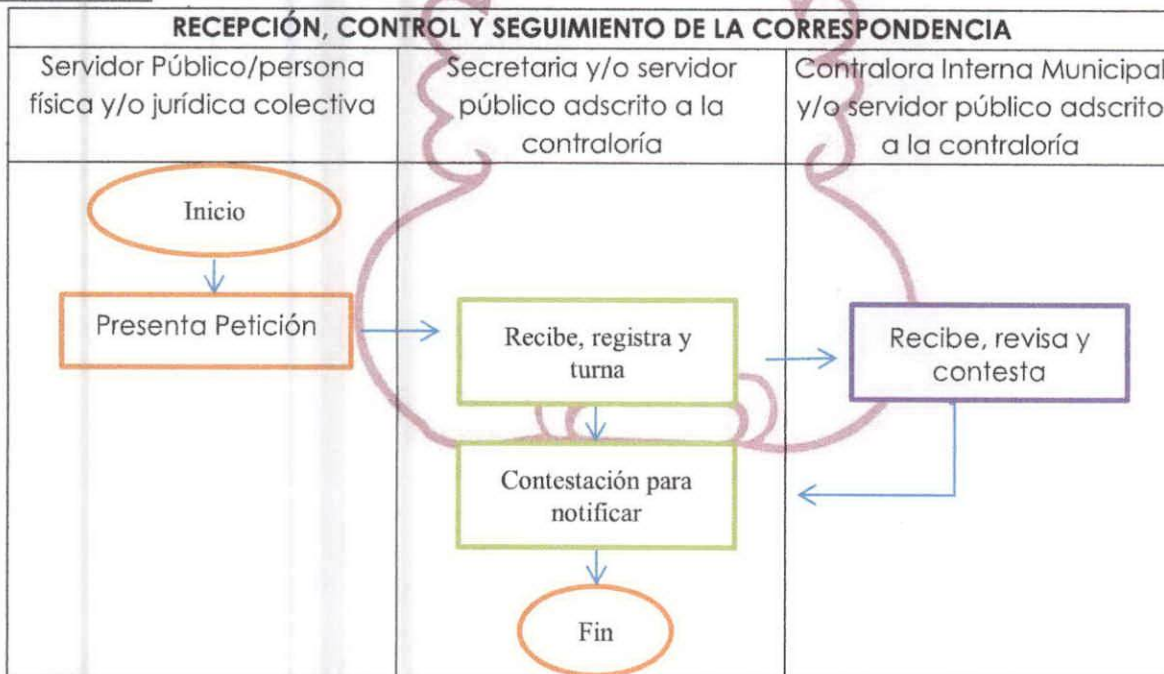 RECEPCIÓN, CONTROL Y SEGUIMIENTO DE LA CORRESPONDENCIA
Servidor Público/persona
física y/o jurídica colectiva
Secretaria y/o servidor
público adscrito a la
contraloría
Contralora Interna Municipal
y/o servidor público adscrito
a la contraloría
Inicio
Presenta Petición
Recibe, registra y
turna
Recibe, revisa y
contesta
Contestación para
notificar
Fin